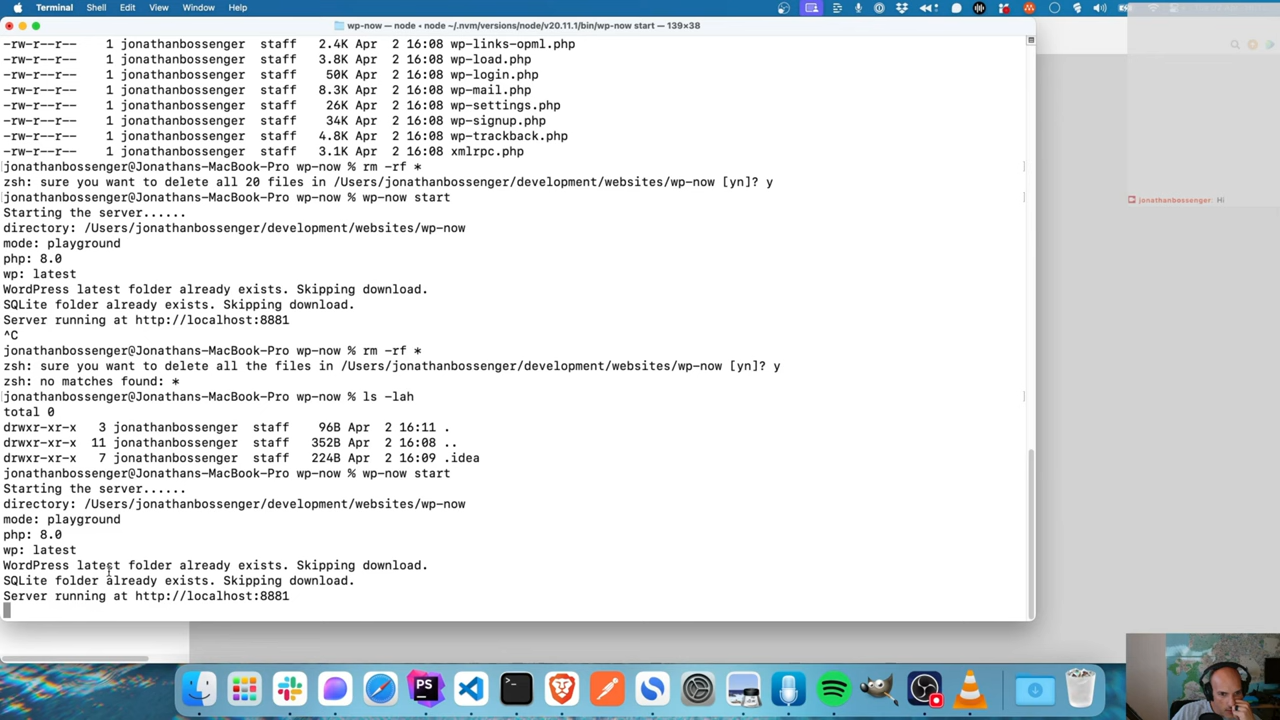 Terminal Shell Edit View Window Help
wp-now — node ◂ node ~/.nvm/versions/node/v20.11.1/bin/wp-now start — 139×38
-rw-r--r-- 1 jonathanbossenger staff 2.4K Apr 2 16:08 wp-links-opml.php
-rw-r--r-- 1 jonathanbossenger staff 3.8K Apr 2 16:08 wp-load.php
-rw-r--r-- 1 jonathanbossenger staff 50K Apr 2 16:08 wp-login.php
-rw-r--r-- 1 jonathanbossenger staff 8.3K Apr 2 16:08 wp-mail.php
-rw-r--r-- 1 jonathanbossenger staff 26K Apr 2 16:08 wp-settings.php
-rw-r--r-- 1 jonathanbossenger staff 34K Apr 2 16:08 wp-signup.php
-rw-r--r-- 1 jonathanbossenger staff 4.8K Apr 2 16:08 wp-trackback.php
-rw-r--r-- 1 jonathanbossenger staff 3.1K Apr 2 16:08 xmlrpc.php
jonathanbossenger@Jonathans-MacBook-Pro wp-now % rm -rf *
zsh: sure you want to delete all 20 files in /Users/jonathanbossenger/development/websites/wp-now [yn]? y
jonathanbossenger@Jonathans-MacBook-Pro wp-now % wp-now start
jonathanbossenger: Hi
Starting the server......
directory: /Users/jonathanbossenger/development/websites/wp-now
mode: playground
php: 8.0
wp: latest
WordPress latest folder already exists. Skipping download.
SQLite folder already exists. Skipping download.
Server running at http://localhost:8881
^C
jonathanbossenger@Jonathans-MacBook-Pro wp-now % rm -rf *
zsh: sure you want to delete all the files in /Users/jonathanbossenger/development/websites/wp-now [yn]? y
zsh: no matches found: *
jonathanbossenger@Jonathans-MacBook-Pro wp-now % ls -lah
total 0
drwxr-xr-x 3 jonathanbossenger staff 96B Apr 2 16:11 .
drwxr-xr-x 11 jonathanbossenger staff 352B Apr 2 16:08 ..
drwxr-xr-x 7 jonathanbossenger staff 224B Apr 2 16:09 .idea
jonathanbossenger@Jonathans-MacBook-Pro wp-now % wp-now start
Starting the server......
directory: /Users/jonathanbossenger/development/websites/wp-now
mode: playground
php: 8.0
wp: latest
WordPress latest folder already exists. Skipping download.
SQLite folder already exists. Skipping download.
Server running at http://localhost:8881
PS
>_